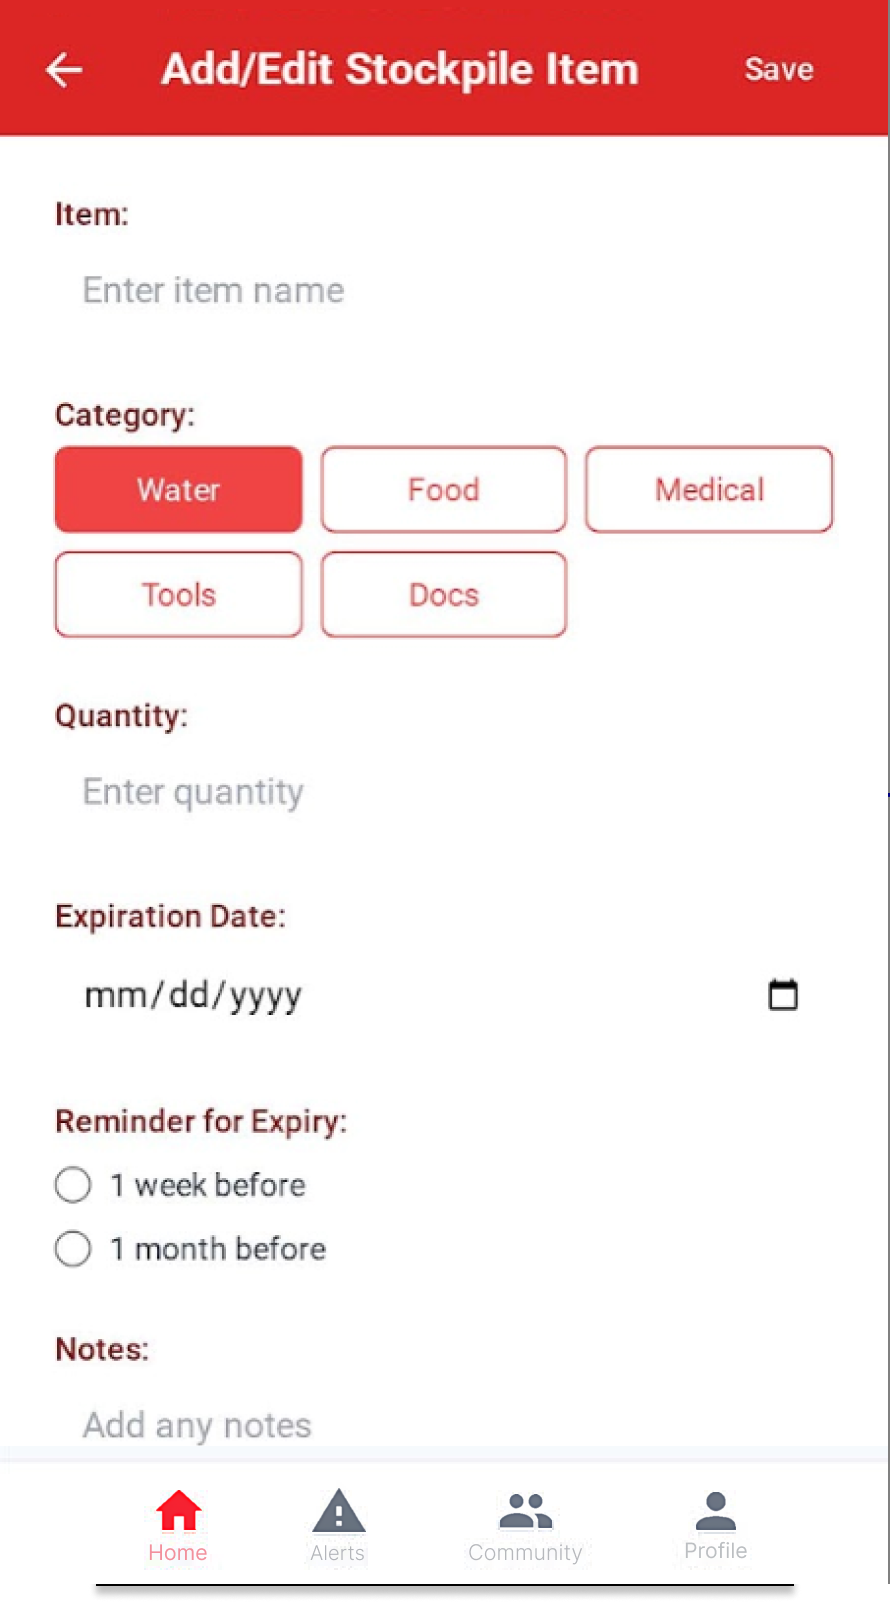 Add/Edit Stockpile Item Save
Item:
Enter item name
Category:
Water Food Medical
Tools Docs
Quantity:
Enter quantity
Expiration Date:
mm/dd/yyyy
Reminder for Expiry:
1 week before
1 month before
Notes:
Add any notes
Home Alerts Community Profile